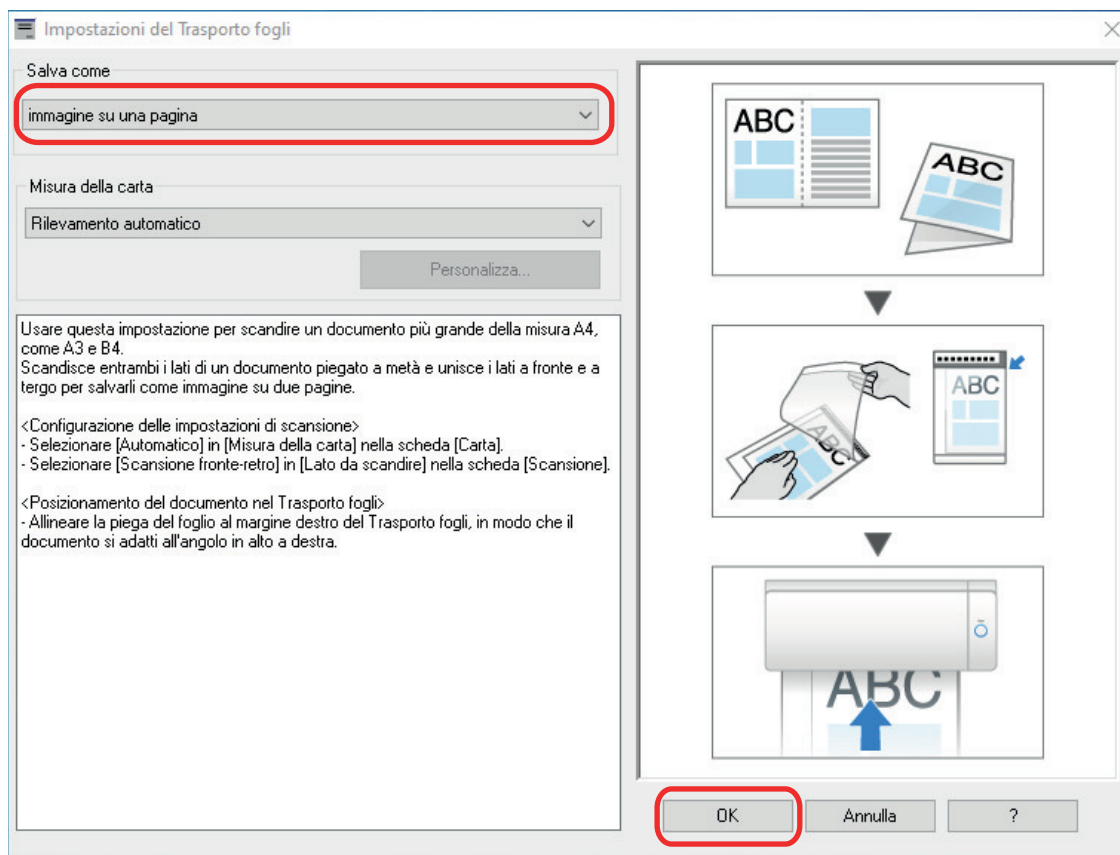 Impostazioni del Trasporto fogli
Salva come
immagine su una pagina
Misura della carta
Rilevamento automatico
Personalizza...
Usare questa impostazione per scandire un documento più grande della misura A4,
come A3 e B4.
Scandisce entrambi i lati di un documento piegato a metà e unisce i lati a fronte e a
tergo per salvarli come immagine su due pagine.
<Configurazione delle impostazioni di scansione>
- Selezionare [Automatico] in [Misura della carta] nella scheda [Carta].
- Selezionare [Scansione fronte-retro] in [Lato da scandire] nella scheda [Scansione].
<Posizionamento del documento nel Trasporto fogli>
- Allineare la piega del foglio al margine destro del Trasporto fogli, in modo che il
documento si adatti all'angolo in alto a destra.
ABC
ABC
ABC
ABC
ABC
OK
Annulla
?